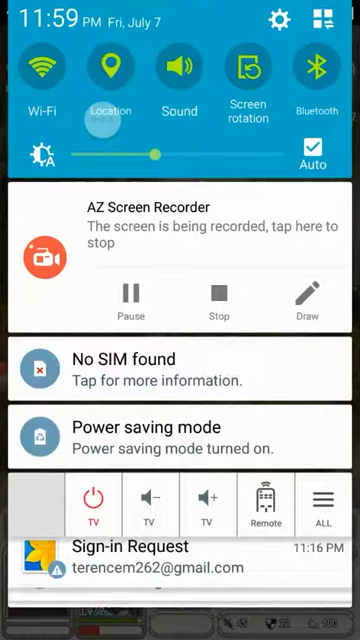 11:59 PM Fri, July 7
Wi-Fi
Location
Sound
Screen
rotation
Bluetooth
A
Auto
AZ Screen Recorder
The screen is being recorded, tap here to
stop
Pause
Stop
Draw
No SIM found
Tap for more information.
Power saving mode
Power saving mode turned on.
TV
TV
TV
Remote
ALL
Sign-in Request
11:16 PM
terencem262@gmail.com
45
22
100